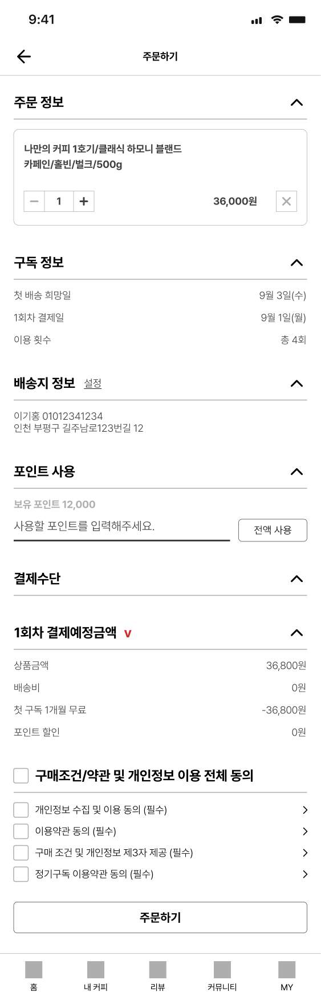 9:41
주문하기
주문 정보
나만의 커피 1호기/클래식 하모니 블랜드
카페인/홀빈/벌크/500g
1
36,000원
구독 정보
첫 배송 희망일 9월 3일(수)
1회차 결제일 9월 1일(월)
이용 횟수 총 4회
배송지 정보 설정
이기홍 01012341234
인천 부평구 길주남로123번길 12
포인트 사용
보유 포인트 12,000
사용할 포인트를 입력해주세요. 전액 사용
결제수단
1회차 결제예정금액 v
상품금액 36,800원
배송비 0원
첫 구독 1개월 무료 -36,800원
포인트 할인 0원
구매조건/약관 및 개인정보 이용 전체 동의
개인정보 수집 및 이용 동의 (필수)
이용약관 동의 (필수)
구매 조건 및 개인정보 제3자 제공 (필수)
정기구독 이용약관 동의 (필수)
주문하기
홈 내 커피 리뷰 커뮤니티 MY